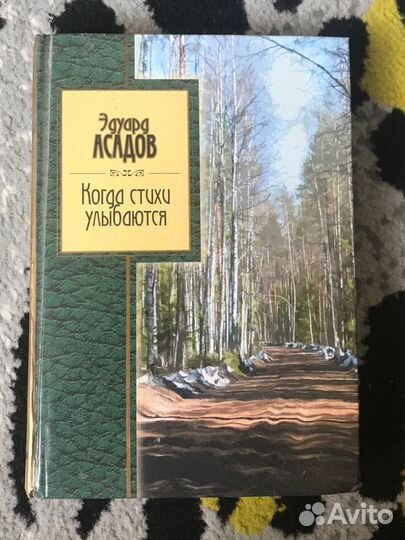 Эдуард
АСАДОВ
Когда стихи
улыбаются
Avito